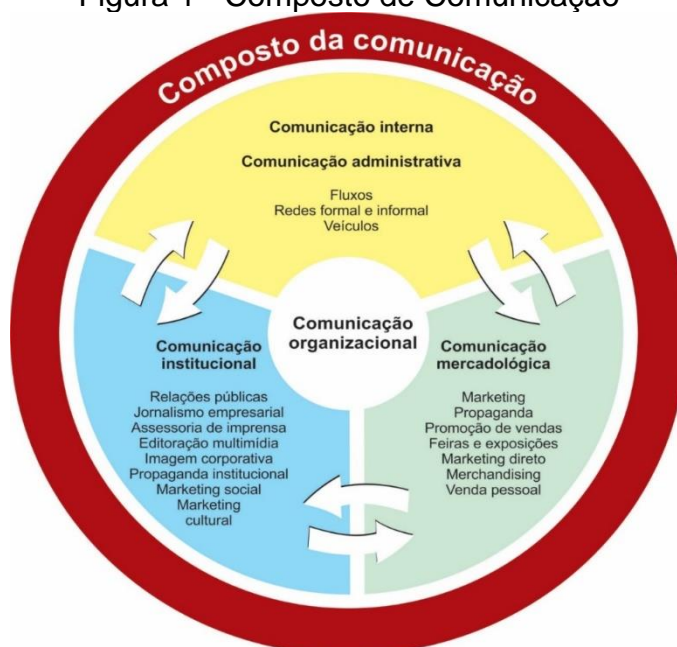 Figura 1 - Composto de Comunicação
Composto da comunicação
Comunicação interna
Comunicação administrativa
Fluxos
Redes formal e informal
Veículos
Comunicação
organizacional
Comunicação
institucional
Relações públicas
Jornalismo empresarial
Assessoria de imprensa
Editoração multimídia
Imagem corporativa
Propaganda institucional
Marketing social
Marketing
cultural
Comunicação
mercadológica
Marketing
Propaganda
Promoção de vendas
Feiras e exposições
Marketing direto
Merchandising
Venda pessoal